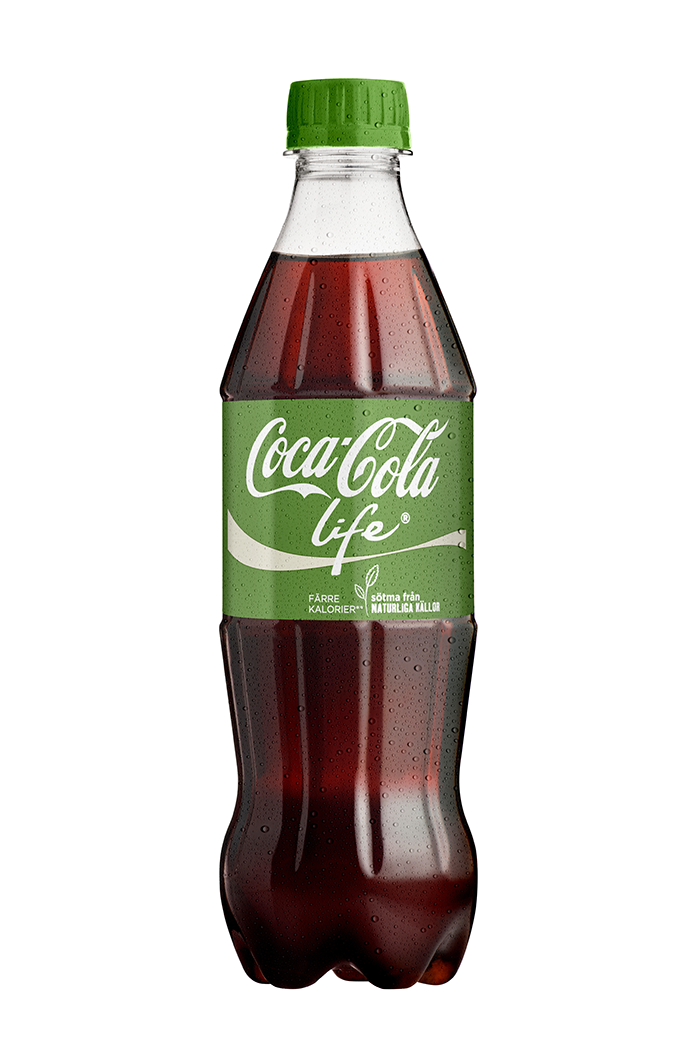 Coca-Cola
life®
FÄRRE
KALORIER**
sötma från
NATURLIGA KÄLLOR